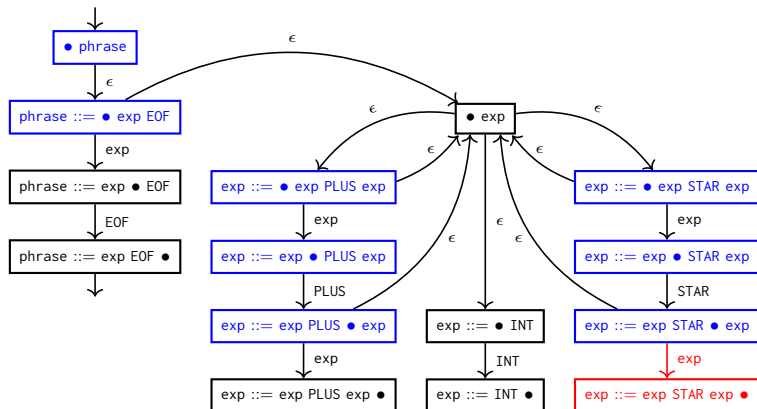 ● phrase
ϵ
ϵ
phrase ::= ● exp EOF
ϵ
● exp
ϵ
exp
ϵ
ϵ
phrase ::= exp ● EOF
exp ::= ● exp PLUS exp
exp ::= ● exp STAR exp
EOF
exp
ϵ
exp
phrase ::= exp EOF ●
exp ::= exp ● PLUS exp
ϵ
ϵ
exp ::= exp ● STAR exp
PLUS
STAR
exp ::= exp PLUS ● exp
exp ::= ● INT
exp ::= exp STAR ● exp
exp
INT
exp
exp ::= exp PLUS exp ●
exp ::= INT ●
exp ::= exp STAR exp ●